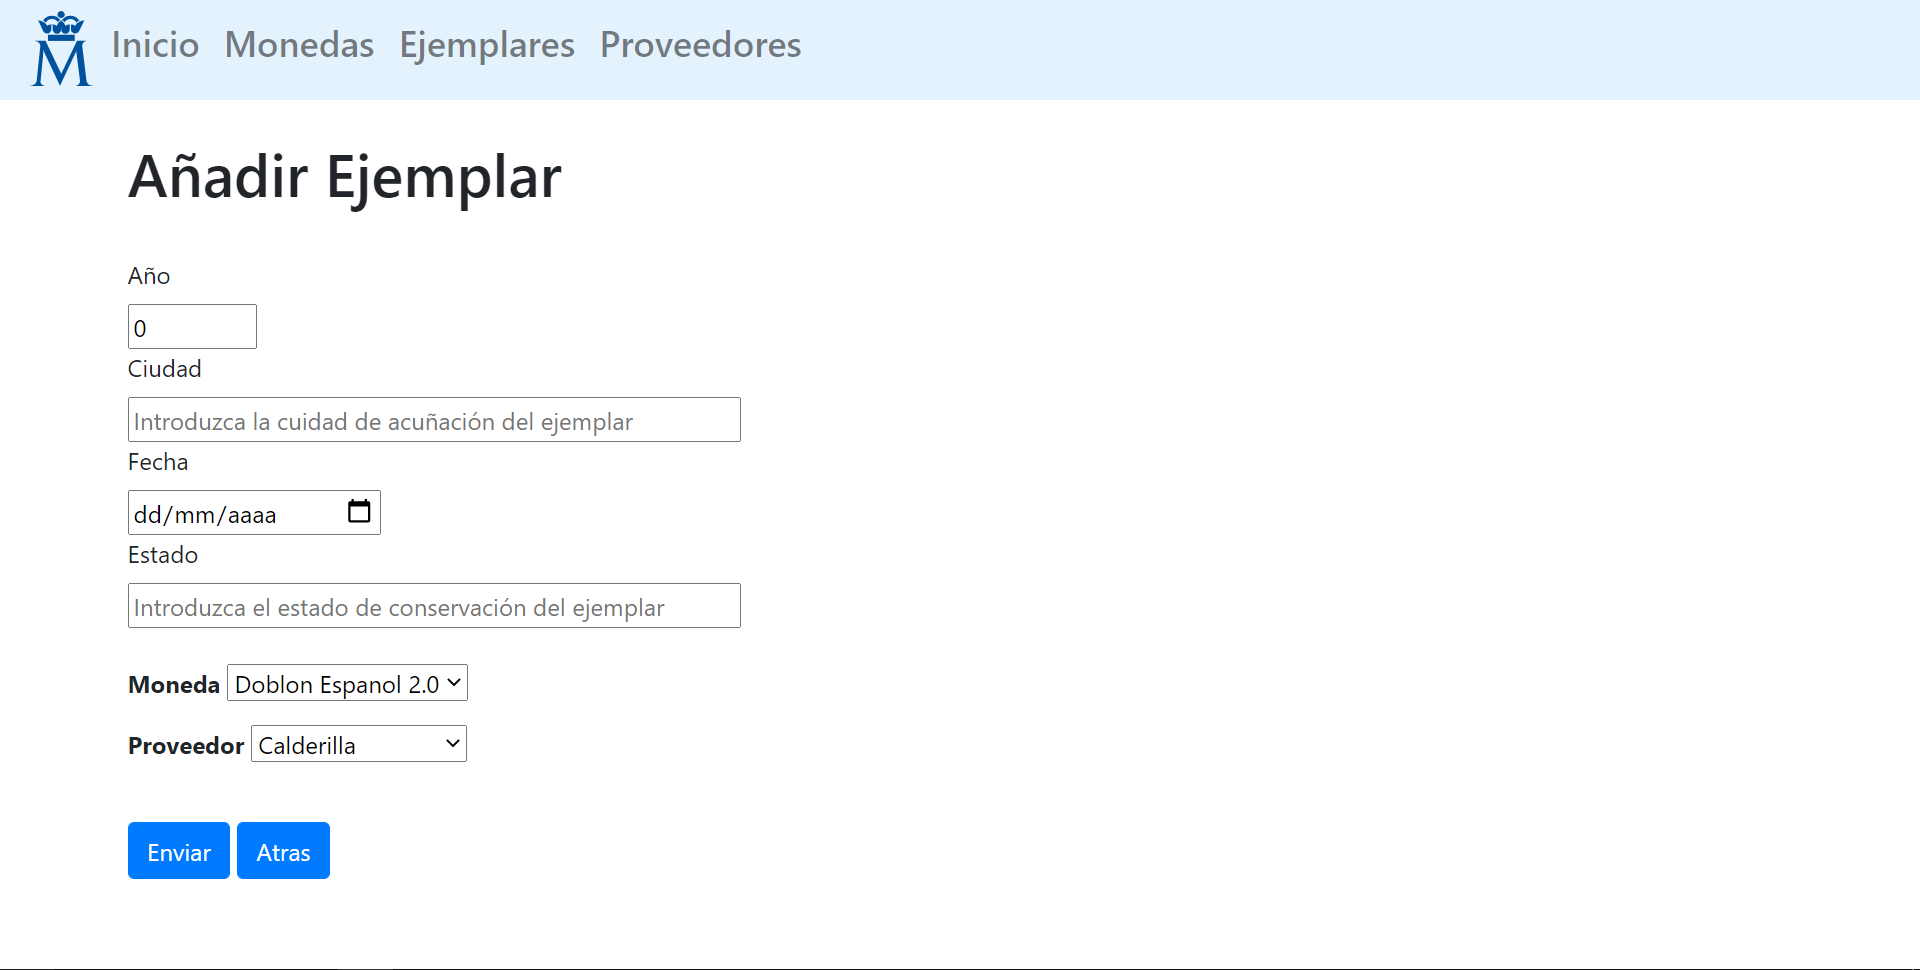 M Inicio Monedas Ejemplares Proveedores
Añadir Ejemplar
Año
0
Ciudad
Introduzca la cuidad de acuñación del ejemplar
Fecha
dd/mm/aaaa
Estado
Introduzca el estado de conservación del ejemplar
Moneda Doblon Espanol 2.0
Proveedor Calderilla
Enviar Atras